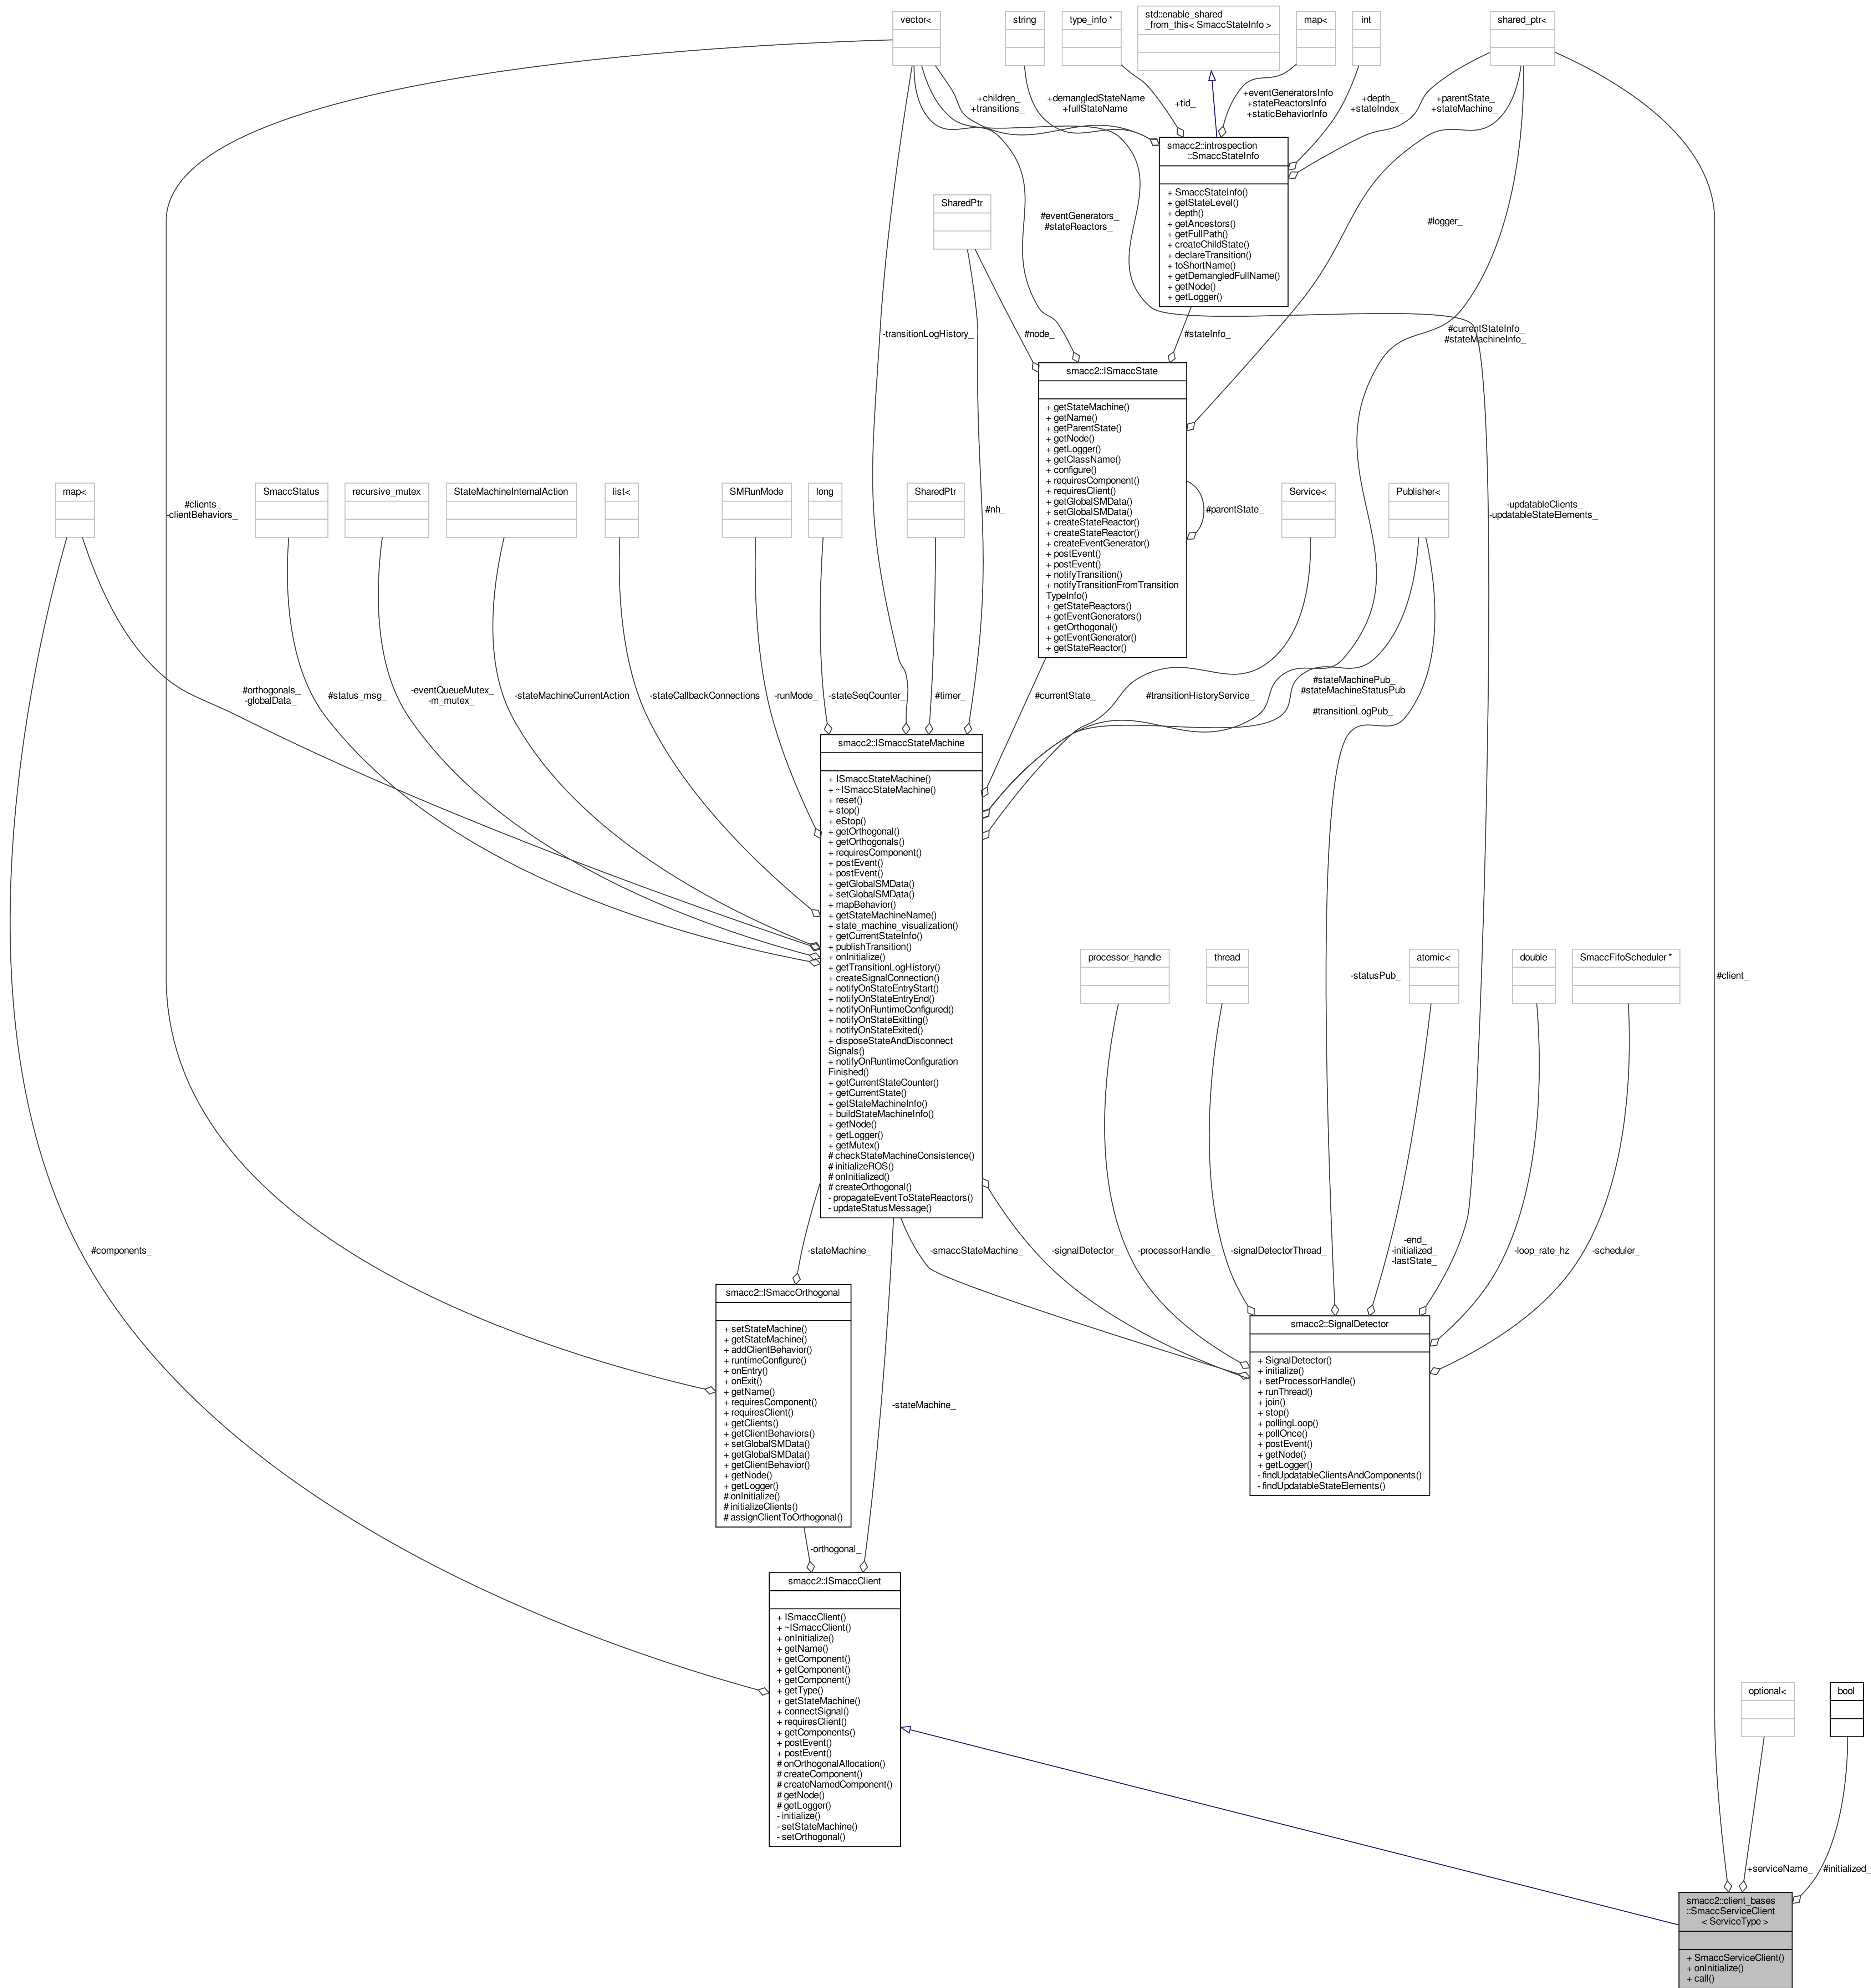 vector<
string
type_info *
std::enable_shared
_from_this< SmaccStateInfo >
map<
int
shared_ptr<
+children_
+transitions_
+demangledStateName
+fullStateName
+tid_
+eventGeneratorsInfo
+stateReactorsInfo
+staticBehaviorInfo
+depth_
+stateIndex_
+parentState_
+stateMachine_
smacc2::introspection
::SmaccStateInfo
+ SmaccStateInfo()
+ getStateLevel()
+ depth()
+ getAncestors()
+ getFullPath()
+ createChildState()
+ declareTransition()
+ toShortName()
+ getDemangledFullName()
+ getNode()
+ getLogger()
SharedPtr
#eventGenerators_
#stateReactors_
#logger_
-transitionLogHistory_
#node_
#stateInfo_
#currentStateInfo_
#stateMachineInfo_
smacc2::ISmaccState
+ getStateMachine()
+ getName()
+ getParentState()
+ getNode()
+ getLogger()
+ getClassName()
+ configure()
+ requiresComponent()
+ requiresClient()
+ getGlobalSMData()
+ setGlobalSMData()
+ createStateReactor()
+ createStateReactor()
+ createEventGenerator()
+ postEvent()
+ postEvent()
+ notifyTransition()
+ notifyTransitionFromTransition
TypeInfo()
+ getStateReactors()
+ getEventGenerators()
+ getOrthogonal()
+ getEventGenerator()
+ getStateReactor()
#parentState_
map<
#clients_
-clientBehaviors_
SmaccStatus
recursive_mutex
StateMachineInternalAction
list<
SMRunMode
long
SharedPtr
#nh_
Service<
Publisher<
-updatableClients_
-updatableStateElements_
#orthogonals_
-globalData_
#status_msg_
-eventQueueMutex_
-m_mutex_
-stateMachineCurrentAction
-stateCallbackConnections
-runMode_
-stateSeqCounter_
#timer_
#currentState_
#transitionHistoryService_
#stateMachinePub_
#stateMachineStatusPub
_
#transitionLogPub_
smacc2::ISmaccStateMachine
+ ISmaccStateMachine()
+ ~ISmaccStateMachine()
+ reset()
+ stop()
+ eStop()
+ getOrthogonal()
+ getOrthogonals()
+ requiresComponent()
+ postEvent()
+ postEvent()
+ getGlobalSMData()
+ setGlobalSMData()
+ mapBehavior()
+ getStateMachineName()
+ state_machine_visualization()
+ getCurrentStateInfo()
+ publishTransition()
+ onInitialize()
+ getTransitionLogHistory()
+ createSignalConnection()
+ notifyOnStateEntryStart()
+ notifyOnStateEntryEnd()
+ notifyOnRuntimeConfigured()
+ notifyOnStateExitting()
+ notifyOnStateExited()
+ disposeStateAndDisconnect
Signals()
+ notifyOnRuntimeConfiguration
Finished()
+ getCurrentStateCounter()
+ getCurrentState()
+ getStateMachineInfo()
+ buildStateMachineInfo()
+ getNode()
+ getLogger()
+ getMutex()
# checkStateMachineConsistence()
# initializeROS()
# onInitialized()
# createOrthogonal()
- propagateEventToStateReactors()
- updateStatusMessage()
processor_handle
thread
-statusPub_
atomic<
double
SmaccFifoScheduler *
#client_
#components_
-stateMachine_
-smaccStateMachine_
-signalDetector_
-processorHandle_
-signalDetectorThread_
-end_
-initialized_
-lastState_
-loop_rate_hz
-scheduler_
smacc2::ISmaccOrthogonal
+ setStateMachine()
+ getStateMachine()
+ addClientBehavior()
+ runtimeConfigure()
+ onEntry()
+ onExit()
+ getName()
+ requiresComponent()
+ requiresClient()
+ getClients()
+ getClientBehaviors()
+ setGlobalSMData()
+ getGlobalSMData()
+ getClientBehavior()
+ getNode()
+ getLogger()
# onInitialize()
# initializeClients()
# assignClientToOrthogonal()
-stateMachine_
smacc2::SignalDetector
+ SignalDetector()
+ initialize()
+ setProcessorHandle()
+ runThread()
+ join()
+ stop()
+ pollingLoop()
+ pollOnce()
+ postEvent()
+ getNode()
+ getLogger()
- findUpdatableClientsAndComponents()
- findUpdatableStateElements()
-orthogonal_
smacc2::ISmaccClient
+ ISmaccClient()
+ ~ISmaccClient()
+ onInitialize()
+ getName()
+ getComponent()
+ getComponent()
+ getComponent()
+ getType()
+ getStateMachine()
+ connectSignal()
+ requiresClient()
+ getComponents()
+ postEvent()
+ postEvent()
# onOrthogonalAllocation()
# createComponent()
# createNamedComponent()
# getNode()
# getLogger()
- initialize()
- setStateMachine()
- setOrthogonal()
optional<
bool
+serviceName_
#initialized_
smacc2::client_bases
::SmaccServiceClient
< ServiceType >
+ SmaccServiceClient()
+ onInitialize()
+ call()